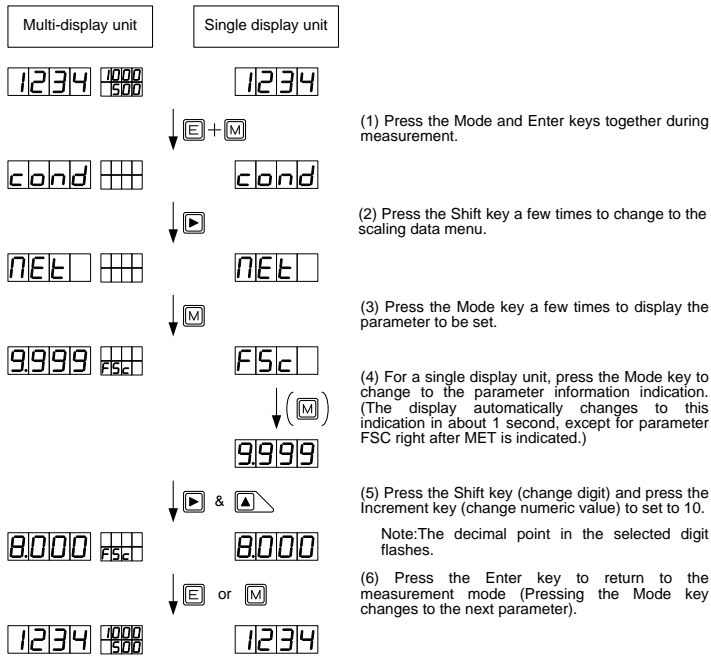 Multi-display unit Single display unit
1234 1000 500 1234
E + M
(1) Press the Mode and Enter keys together during
measurement.
cond cond
(2) Press the Shift key a few times to change to the
scaling data menu.
MEt MEt
M
(3) Press the Mode key a few times to display the
parameter to be set.
9.999 FSc FSc
(M)
(4) For a single display unit, press the Mode key to
change to the parameter information indication.
(The display automatically changes to this
indication in about 1 second, except for parameter
FSC right after MET is indicated.)
9.999
&
(5) Press the Shift key (change digit) and press the
Increment key (change numeric value) to set to 10.
Note:The decimal point in the selected digit
flashes.
8.000 FSc 8.000
E or M
(6) Press the Enter key to return to the
measurement mode (Pressing the Mode key
changes to the next parameter).
1234 1000 500 1234